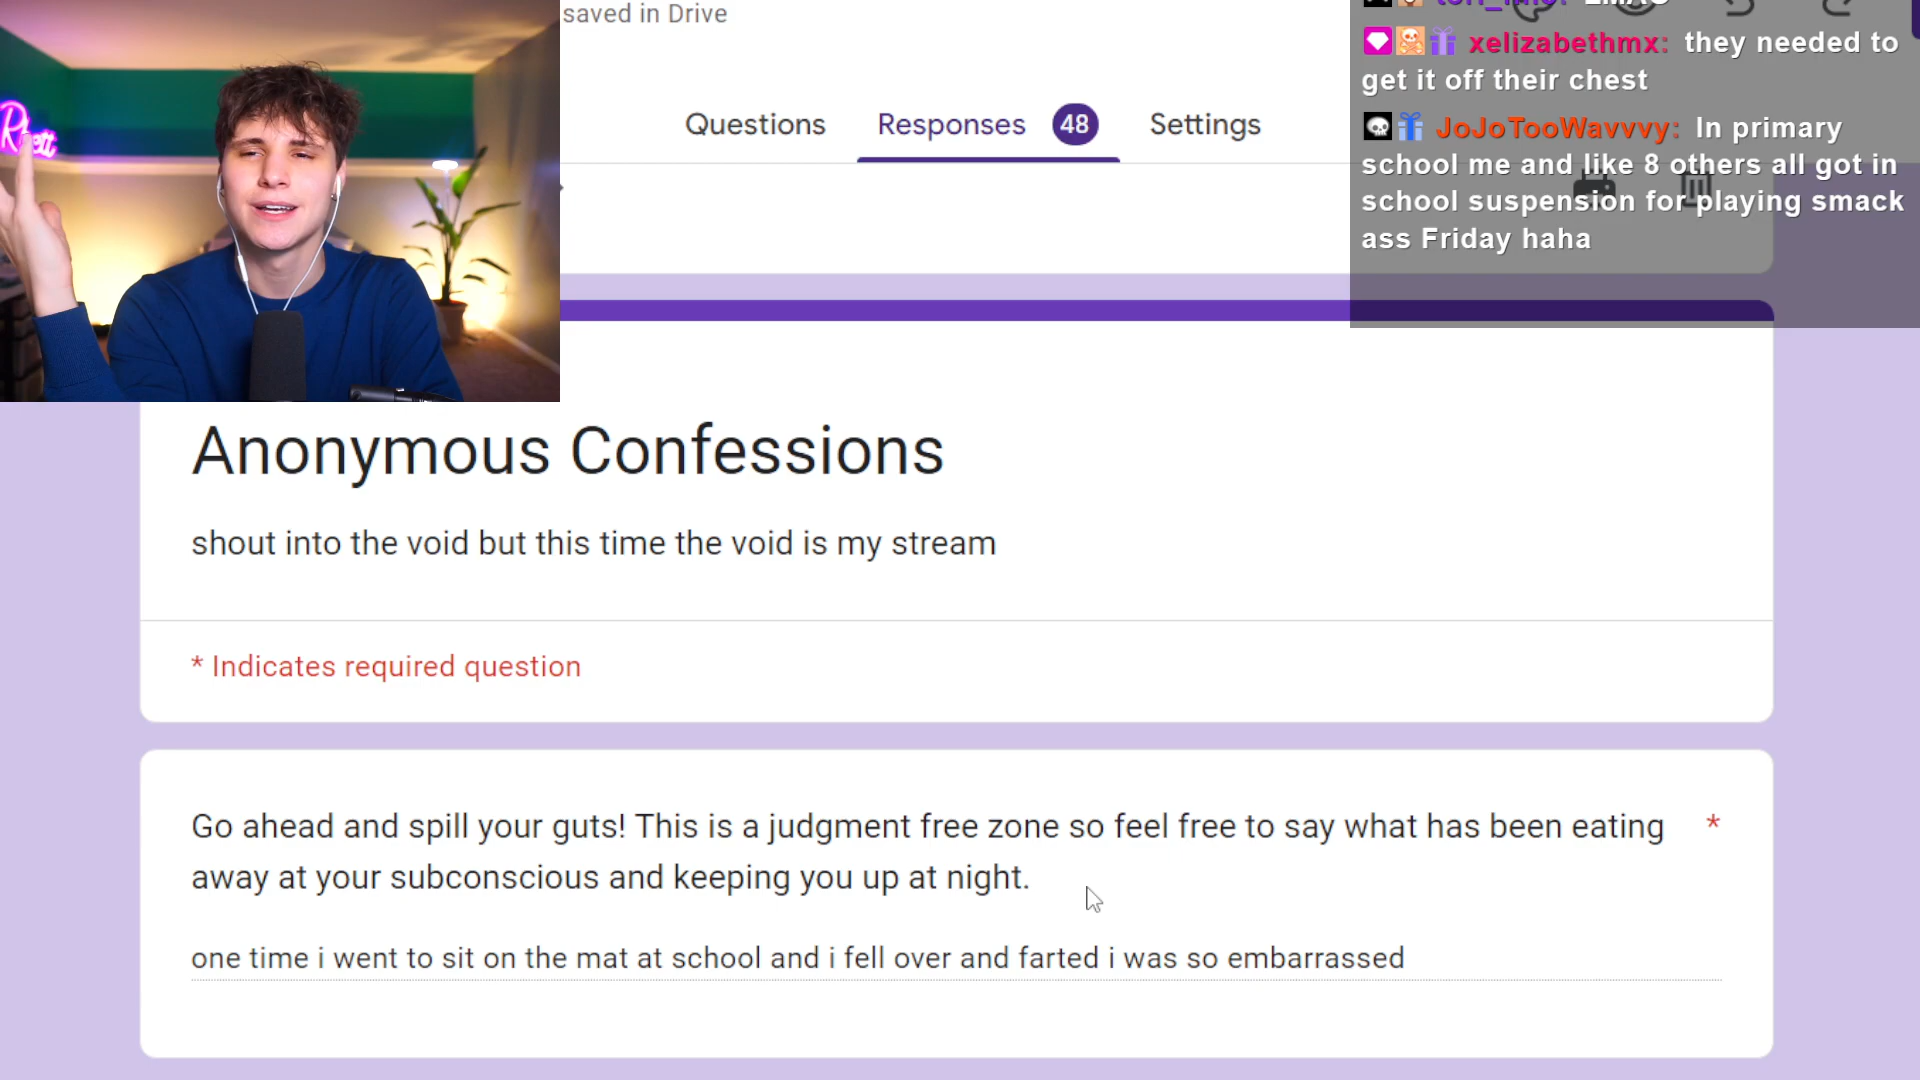 saved in Drive
Questions Responses 48 Settings
xelizabethmx: they needed to
get it off their chest
JoJoTooWavvvy: In primary
school me and like 8 others all got in
school suspension for playing smack
ass Friday haha
Anonymous Confessions
shout into the void but this time the void is my stream
* Indicates required question
Go ahead and spill your guts! This is a judgment free zone so feel free to say what has been eating *
away at your subconscious and keeping you up at night.
one time i went to sit on the mat at school and i fell over and farted i was so embarrassed